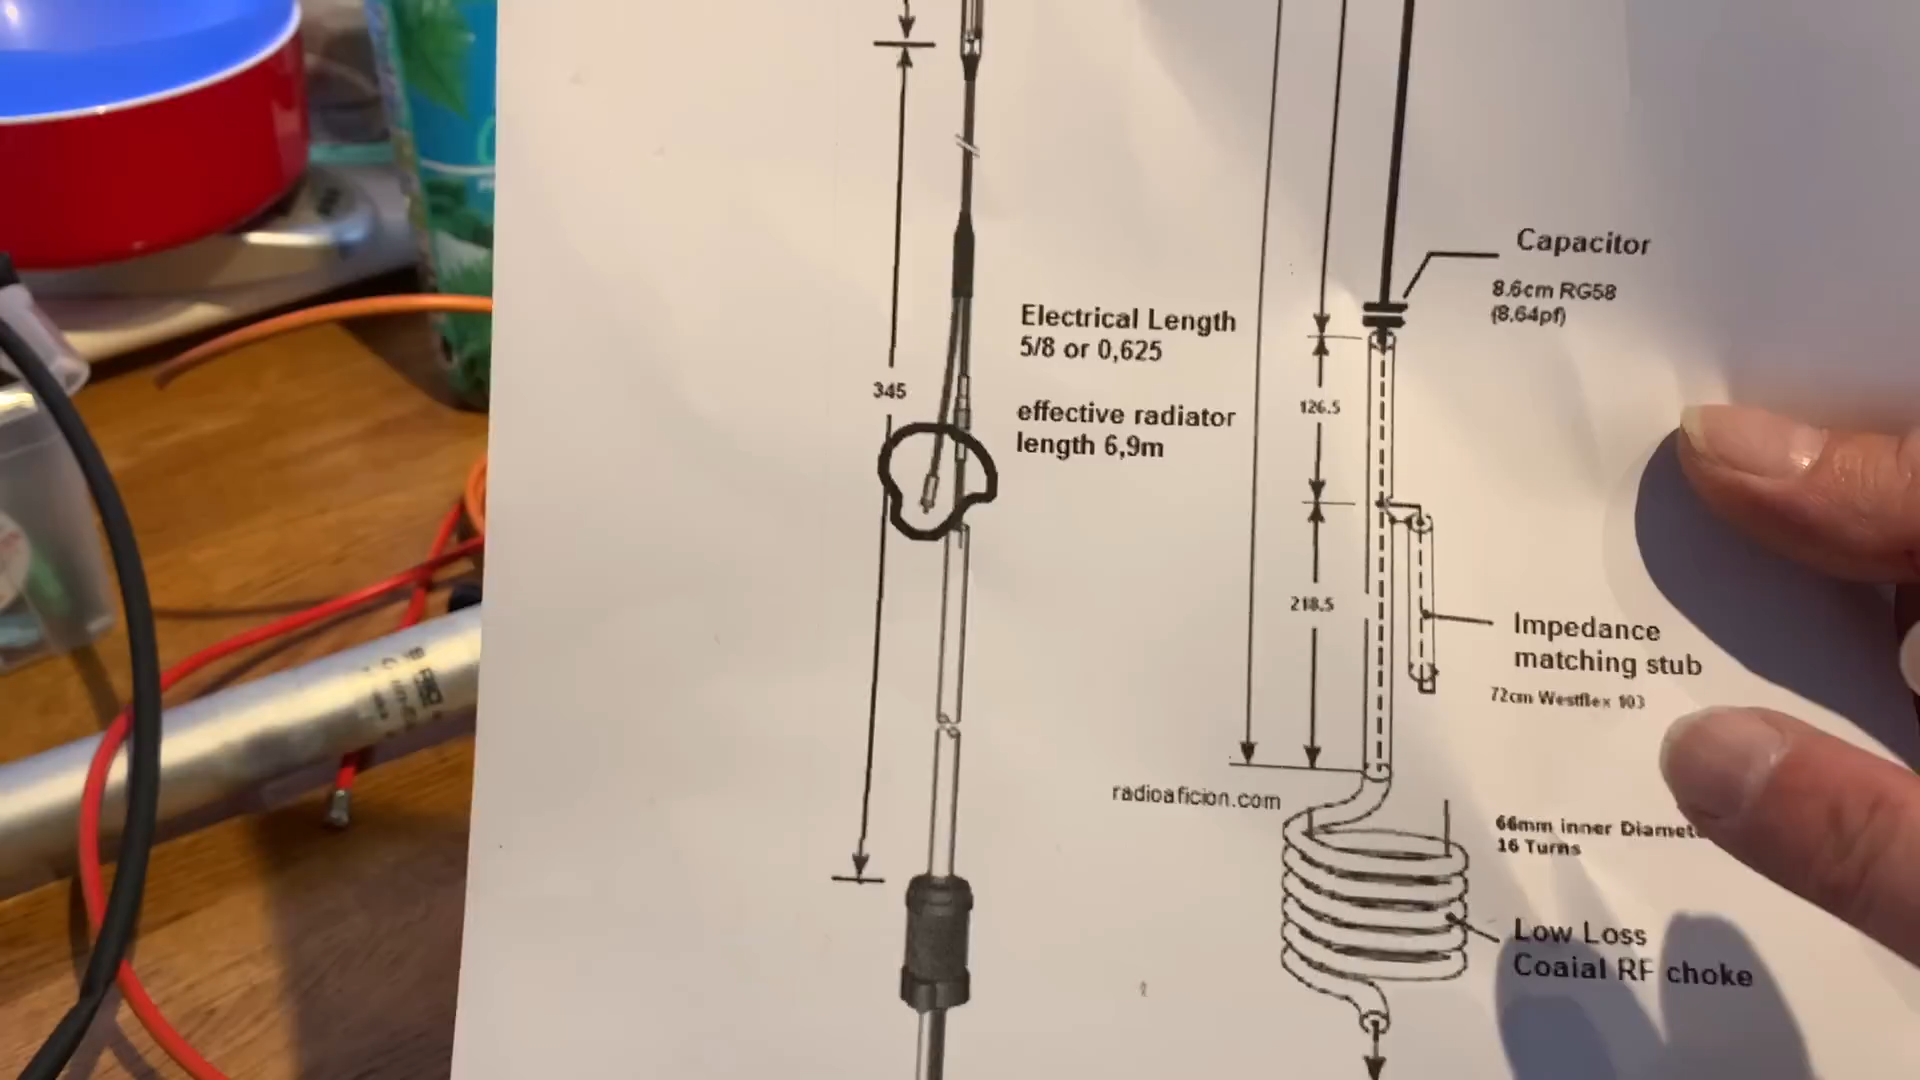 345
Electrical Length
5/8 or 0,625
effective radiator
length 6,9m
Capacitor
8.6cm RG58
(8,64pf)
126.5
218.5
Impedance
matching stub
72cm Westflex 103
radioaficion.com
66mm inner
16 Turns
Low Loss
Coaial RF choke